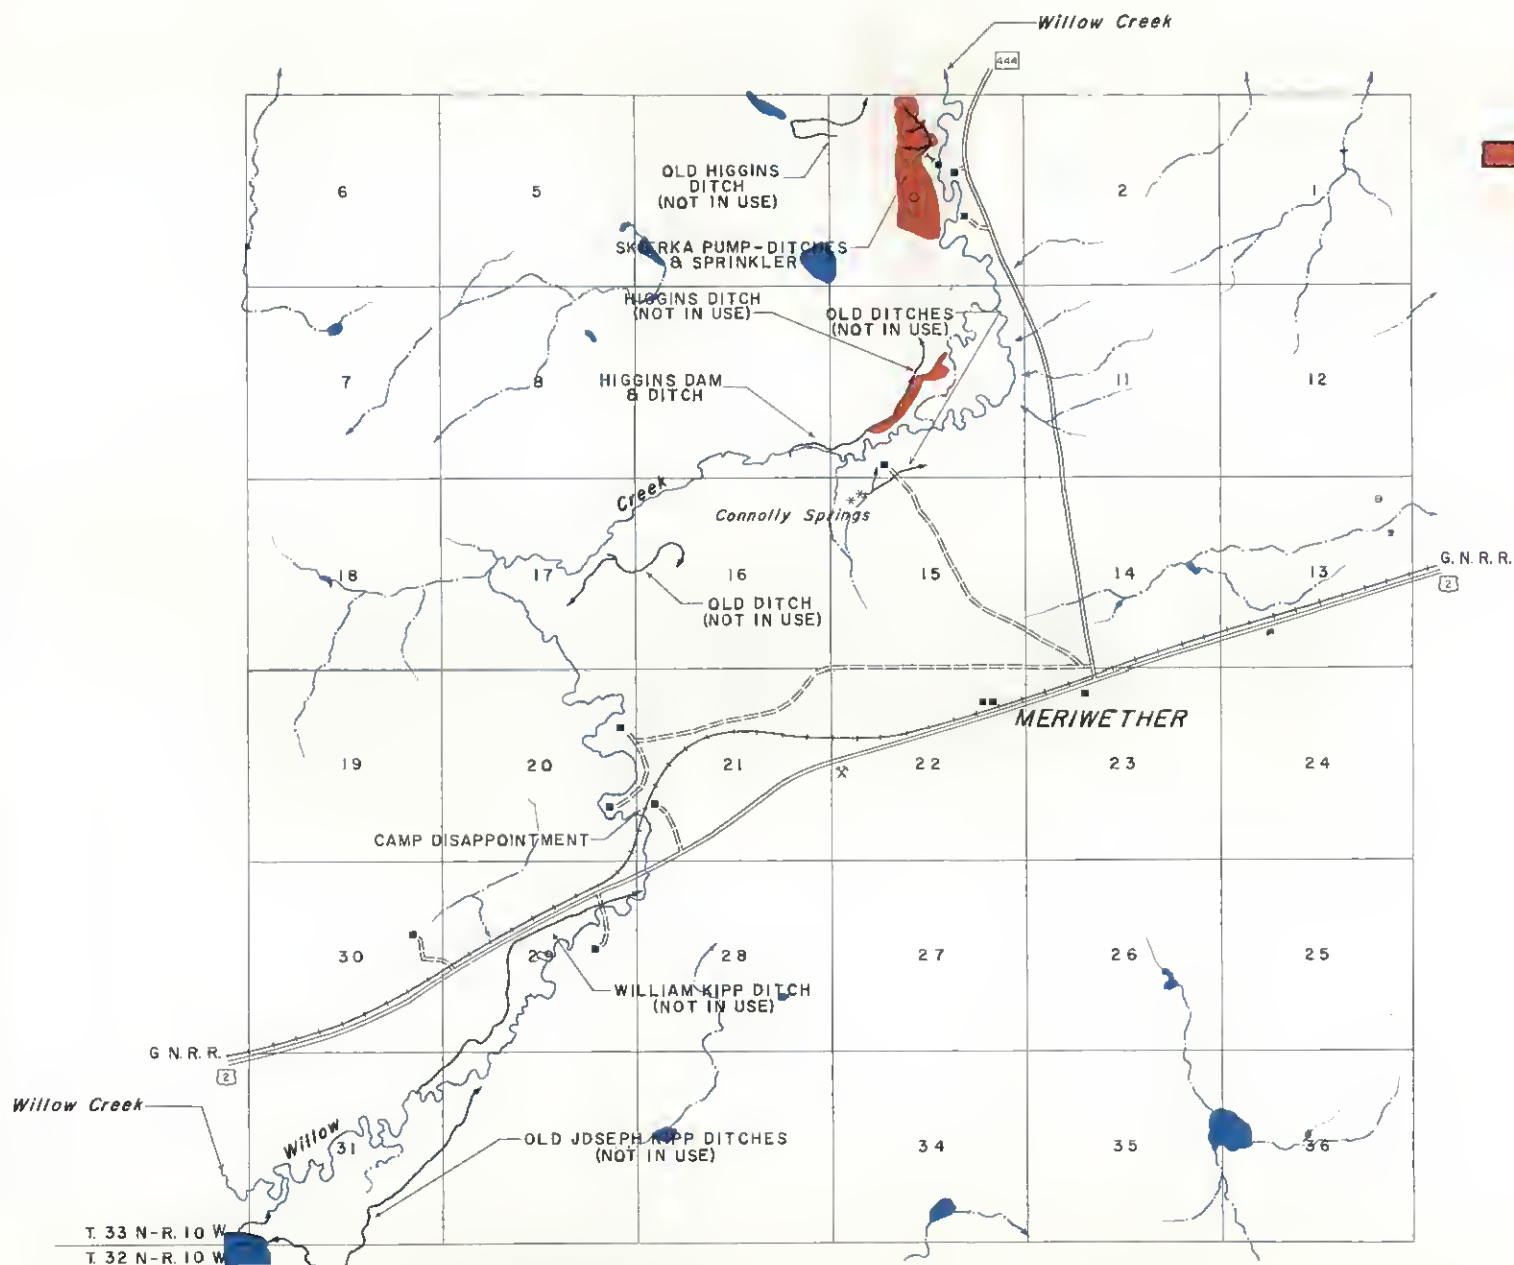 Willow Creek
444
OLD HIGGINS
DITCH
(NOT IN USE)
6
5
2
1
SKIERKA PUMP-DITCHES
& SPRINKLER
HIGGINS DITCH
(NOT IN USE)
OLD DITCHES
(NOT IN USE)
7
8
HIGGINS DAM
& DITCH
11
12
Creek
Connolly Springs
G. N. R. R.
2
18
17
16
15
14
13
OLD DITCH
(NOT IN USE)
MERIWETHER
19
20
21
22
23
24
CAMP DISAPPOINTMENT
30
29
28
27
26
25
WILLIAM KIPP DITCH
(NOT IN USE)
G N. R. R.
2
Willow Creek
Willow
31
OLD JOSEPH KIPP DITCHES
(NOT IN USE)
34
35
36
T. 33 N-R. 10 W
T. 32 N-R. 10 W